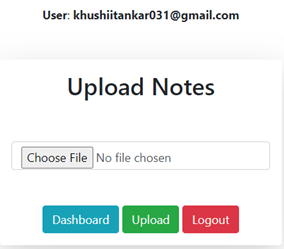 User: khushiitankar031@gmail.com
Upload Notes
Choose File No file chosen
Dashboard Upload Logout